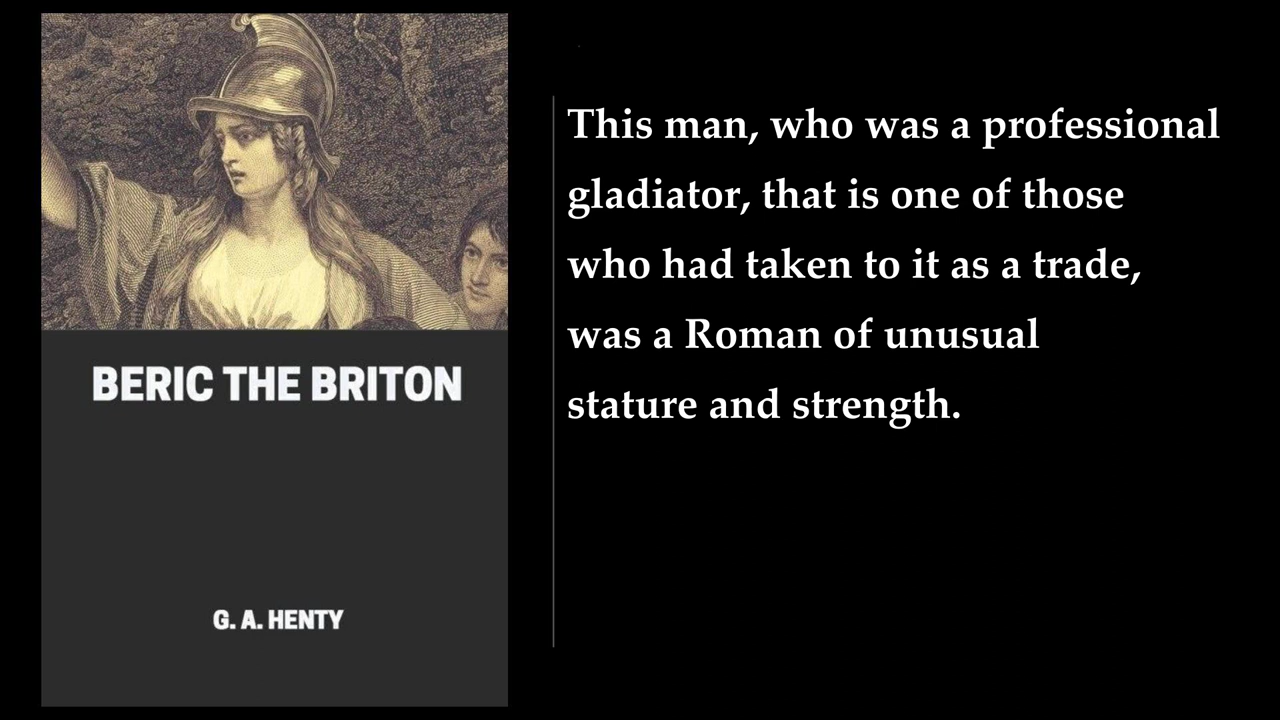 BERIC THE BRITON
G. A. HENTY
This man, who was a professional
gladiator, that is one of those
who had taken to it as a trade,
was a Roman of unusual
stature and strength.